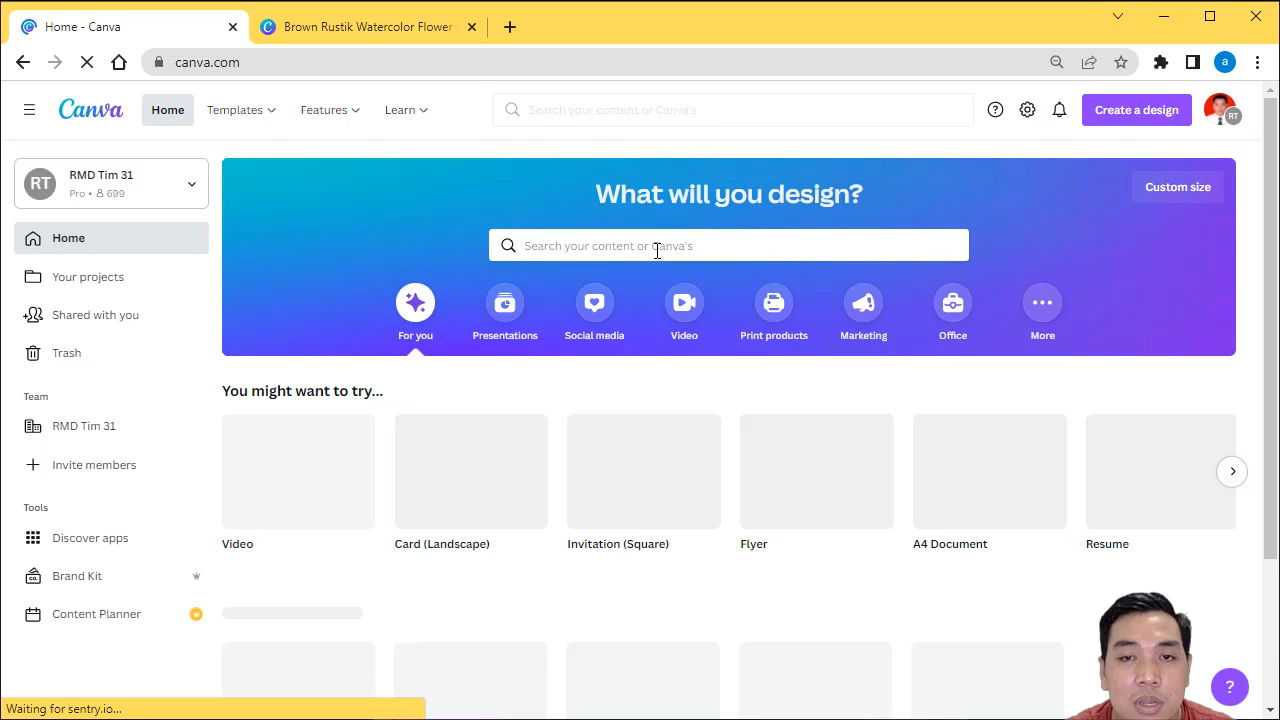 Home - Canva
Brown Rustik Watercolor Flower
canva.com
Canva
Home
Templates
Features
Learn
Search your content or Canva's
Create a design
RT
RT
RMD Tim 31
Pro • 699
What will you design?
Custom size
Search your content or Canva's
For you
Presentations
Social media
Video
Print products
Marketing
Office
More
Home
Your projects
Shared with you
Trash
Team
RMD Tim 31
Invite members
Tools
Discover apps
Brand Kit
Content Planner
You might want to try...
Video
Card (Landscape)
Invitation (Square)
Flyer
A4 Document
Resume
?
Waiting for sentry.io...